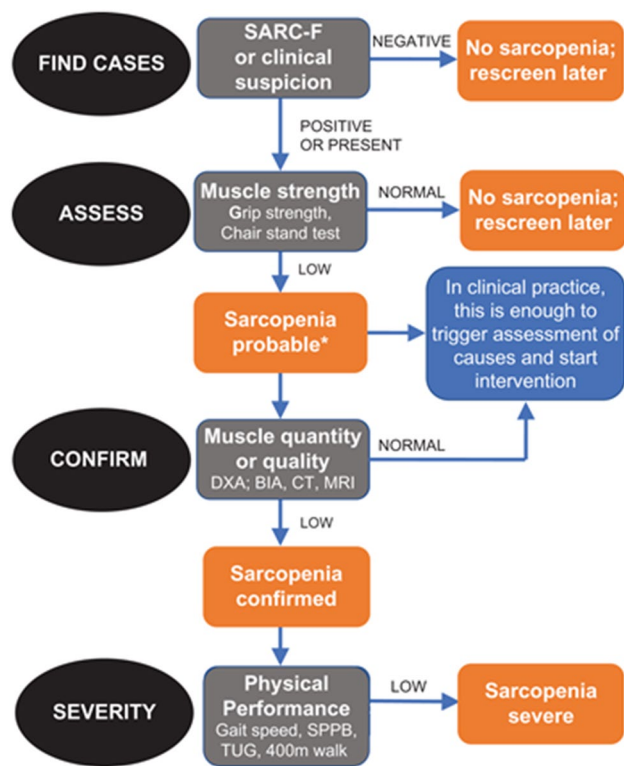 FIND CASES
SARC-F
or clinical
suspicion
NEGATIVE
No sarcopenia;
rescreen later
POSITIVE
OR PRESENT
ASSESS
Muscle strength
Grip strength,
Chair stand test
NORMAL
No sarcopenia;
rescreen later
LOW
Sarcopenia
probable*
In clinical practice,
this is enough to
trigger assessment of
causes and start
intervention
CONFIRM
Muscle quantity
or quality
DXA; BIA, CT, MRI
NORMAL
LOW
Sarcopenia
confirmed
SEVERITY
Physical
Performance
Gait speed, SPPB,
TUG, 400m walk
LOW
Sarcopenia
severe